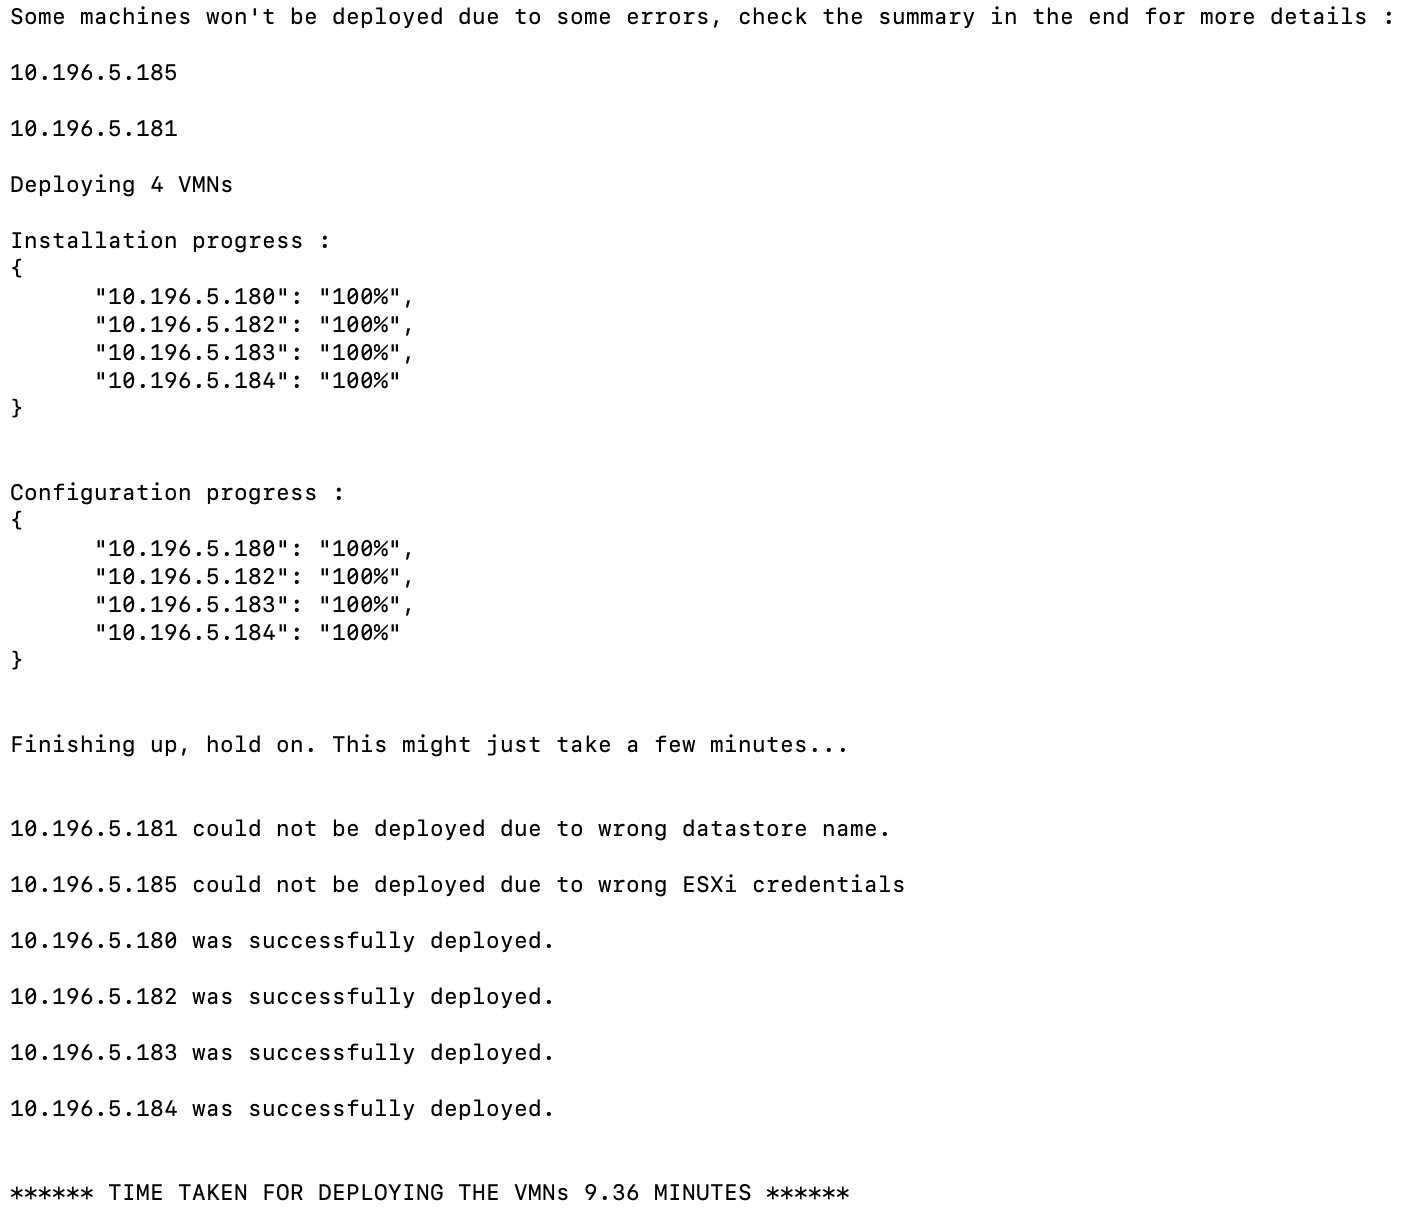 Some machines won't be deployed due to some errors, check the summary in the end for more details :
10.196.5.185
10.196.5.181
Deploying 4 VMNs
Installation progress :
{
"10.196.5.180": "100%",
"10.196.5.182": "100%",
"10.196.5.183": "100%",
"10.196.5.184": "100%"
}
Configuration progress :
{
"10.196.5.180": "100%",
"10.196.5.182": "100%",
"10.196.5.183": "100%",
"10.196.5.184": "100%"
}
Finishing up, hold on. This might just take a few minutes...
10.196.5.181 could not be deployed due to wrong datastore name.
10.196.5.185 could not be deployed due to wrong ESXi credentials
10.196.5.180 was successfully deployed.
10.196.5.182 was successfully deployed.
10.196.5.183 was successfully deployed.
10.196.5.184 was successfully deployed.
****** TIME TAKEN FOR DEPLOYING THE VMNs 9.36 MINUTES ******